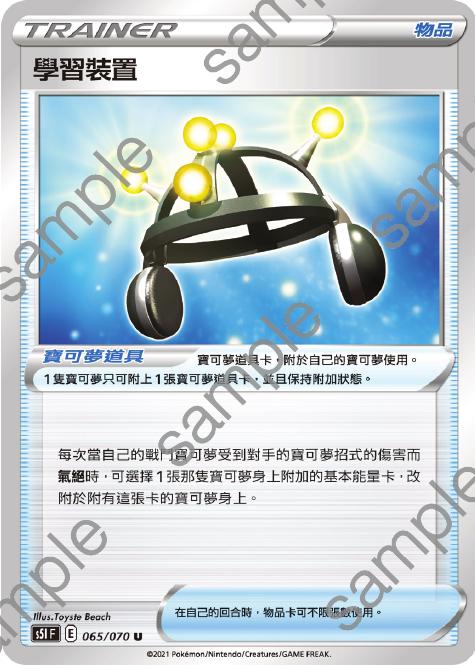 TRAINER
物品
學習裝置
寶可夢道具
寶可夢道具卡，附於自己的寶可夢使用。
1隻寶可夢只可附上1張寶可夢道具卡，並且保持附加狀態。
每次當自己的戰鬥寶可夢受到對手的寶可夢招式的傷害而
氣絕時，可選擇1張那隻寶可夢身上附加的基本能量卡，改
附於附有這張卡的寶可夢身上。
Illus.Toyste Beach
s5I F E 065/070 U
在自己的回合時，物品卡可不限張數使用。
©2021 Pokémon/Nintendo/Creatures/GAME FREAK.
sample
sample
sample
sample
sample
sample
sample
sample